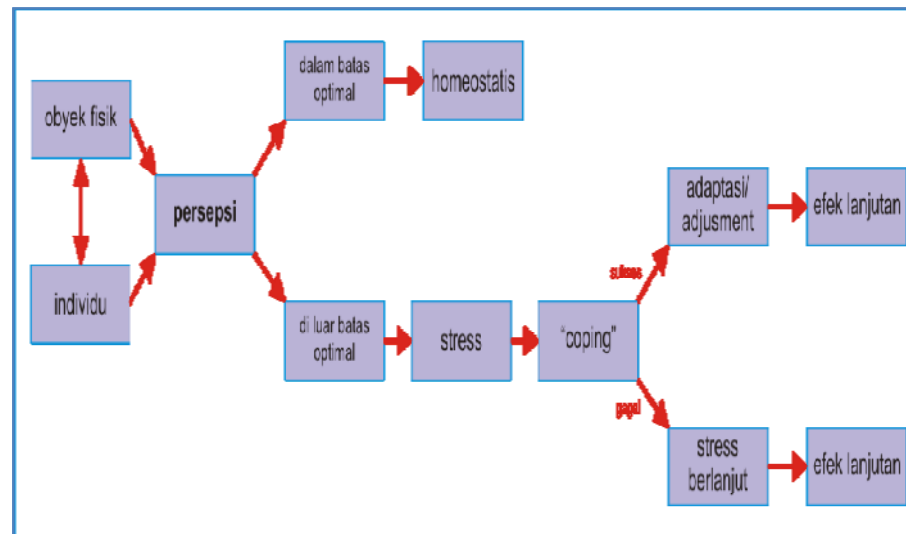 obyek fisik
individu
persepsi
dalam batas
optimal
homeostatis
di luar batas
optimal
stress
"coping"
sukses
gagal
adaptasi/
adjusment
efek lanjutan
stress
berlanjut
efek lanjutan